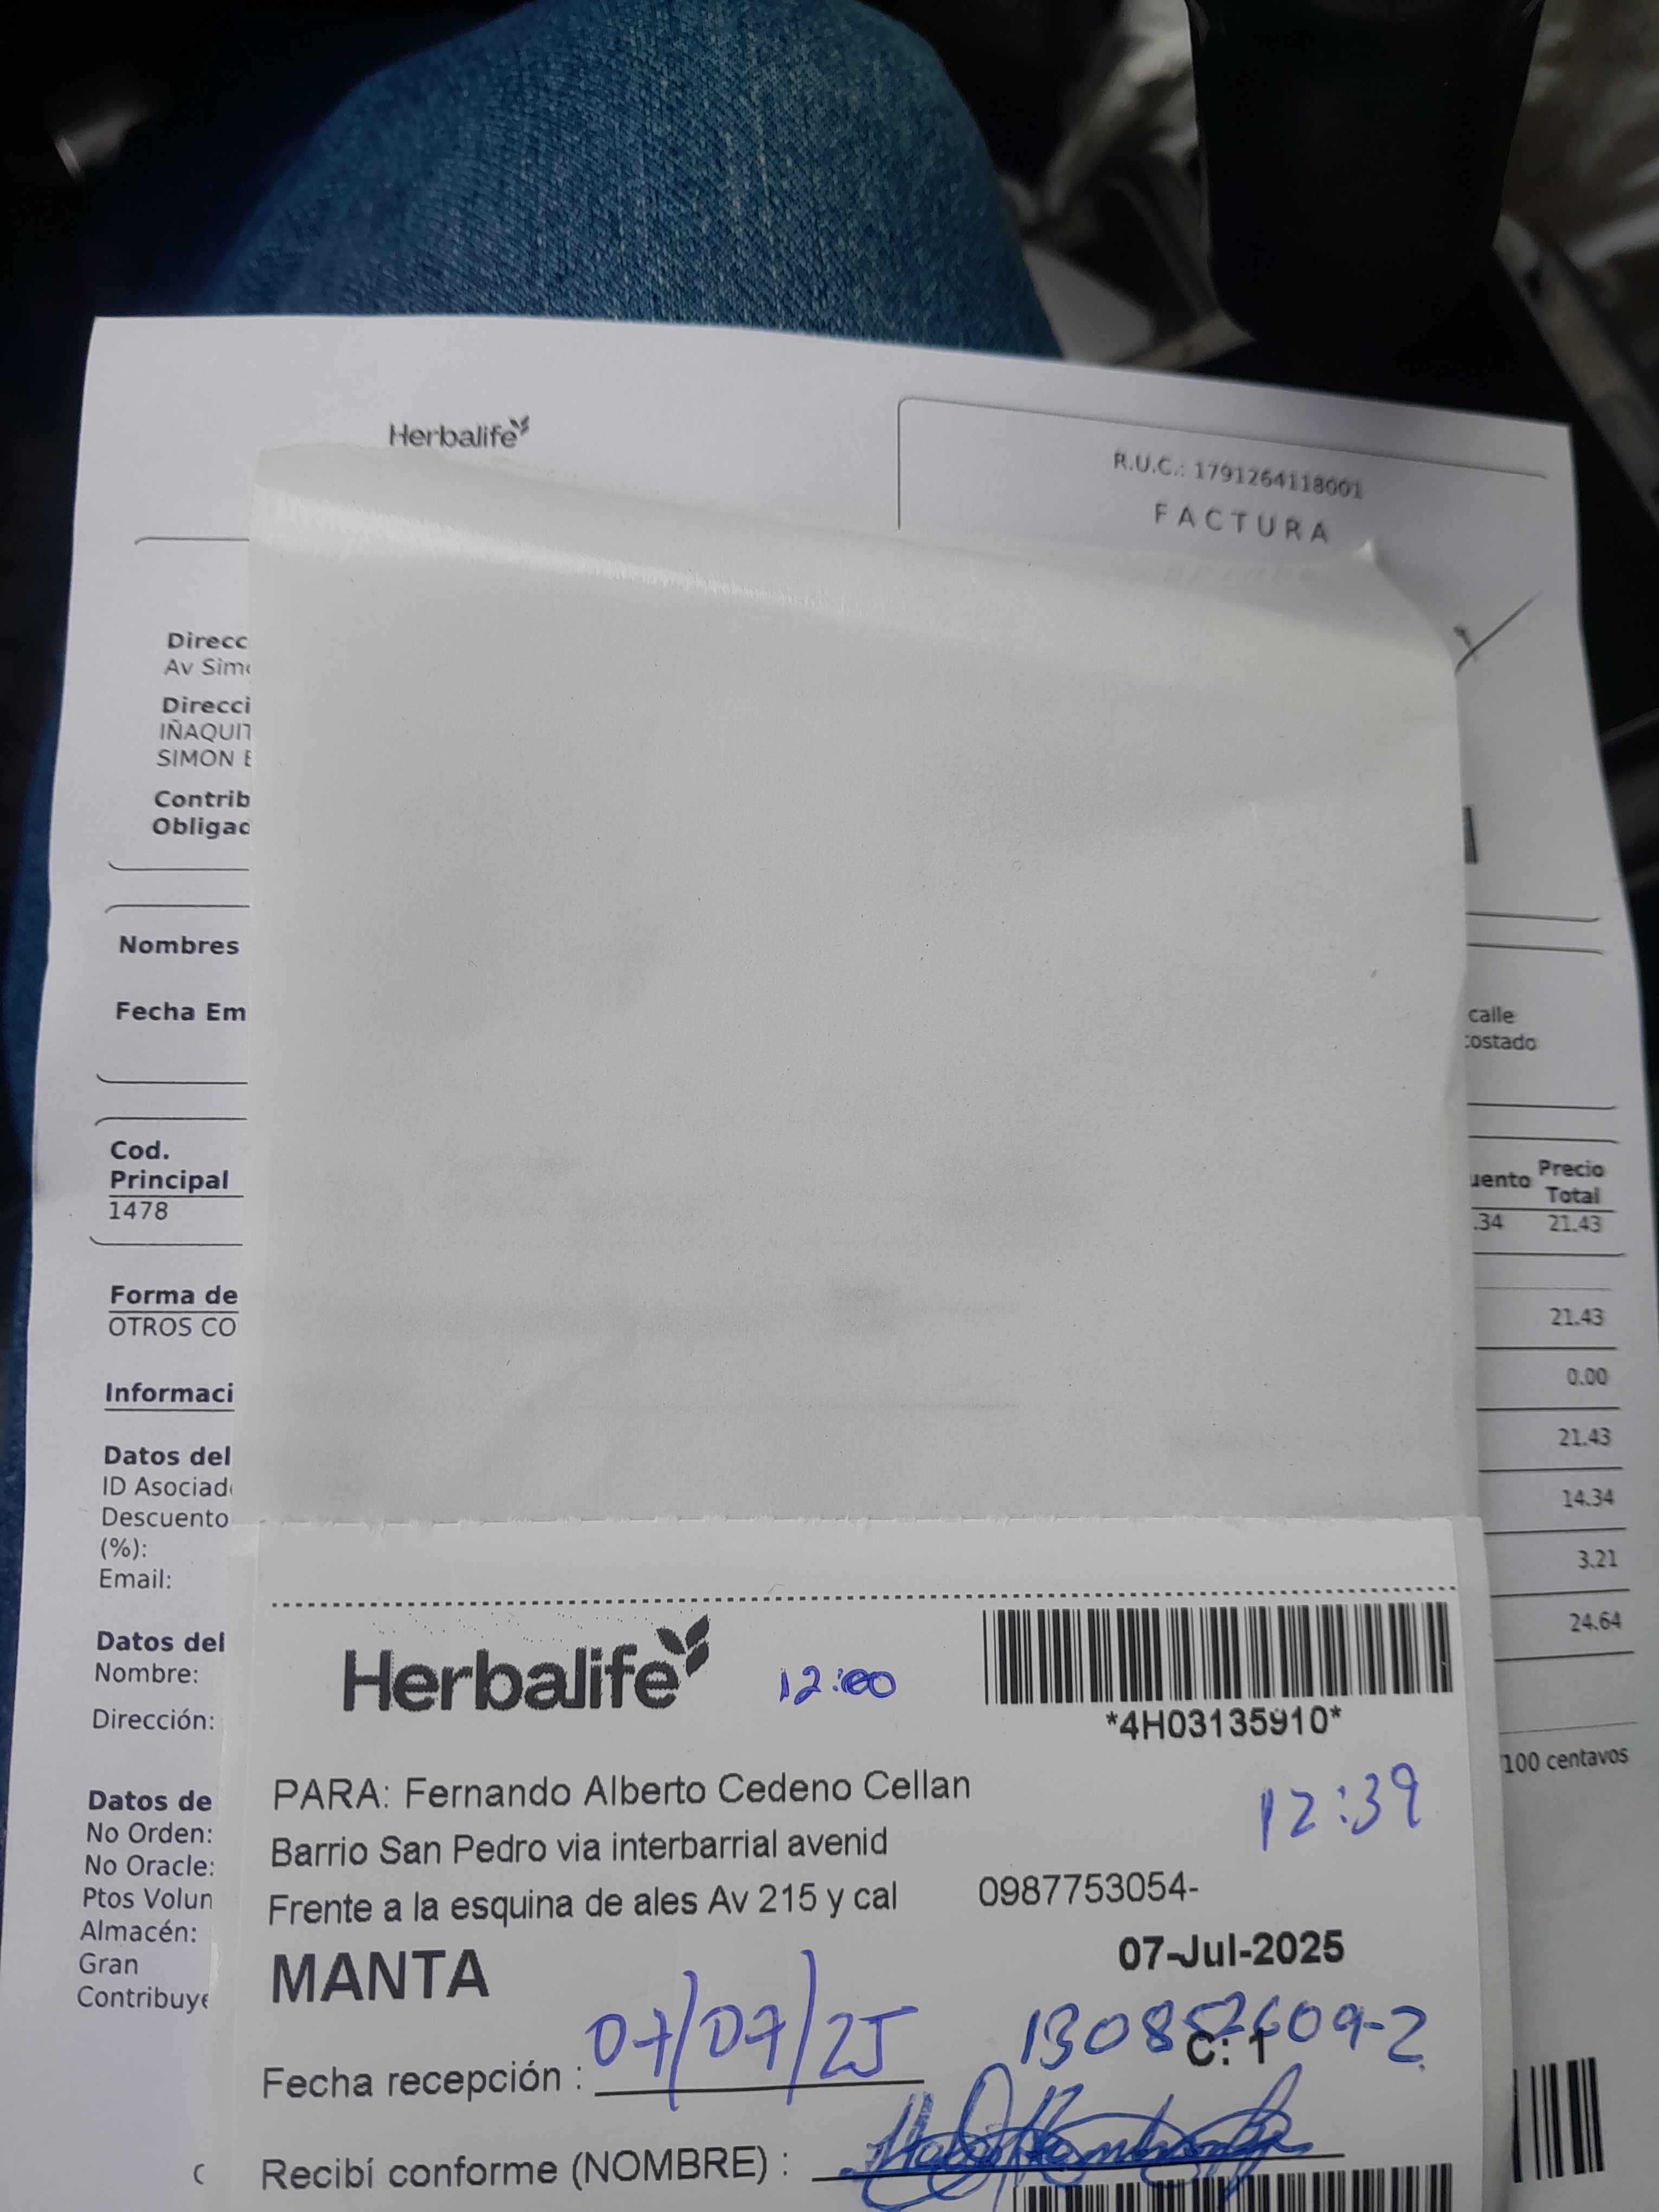 Herbalife
R.U.C.: 1791264118001
FACTURA
Direcc
Av Sim
Direcci
IÑAQUIT
SIMON B
Contrib
Obligad
Nombres
Fecha Em
calle
costado
Cod.
Principal
uento Precio
Total
1478
.34 21.43
Forma de
OTROS CO
21.43
0.00
Informaci
21.43
Datos del
ID Asociad
14.34
Descuento
(%):
3.21
Email:
24.64
Datos del
Nombre:
Dirección:
100 centavos
Datos de
No Orden:
No Oracle:
Ptos Volun
Almacén:
Gran
Contribuye
Herbalife 12:00
*4H03135910*
PARA: Fernando Alberto Cedeno Cellan
12:39
Barrio San Pedro via interbarrial avenid
Frente a la esquina de ales Av 215 y cal 0987753054-
MANTA 07-Jul-2025
130852609-2
C: 1
Fecha recepción : 07/07/25
Recibí conforme (NOMBRE) :